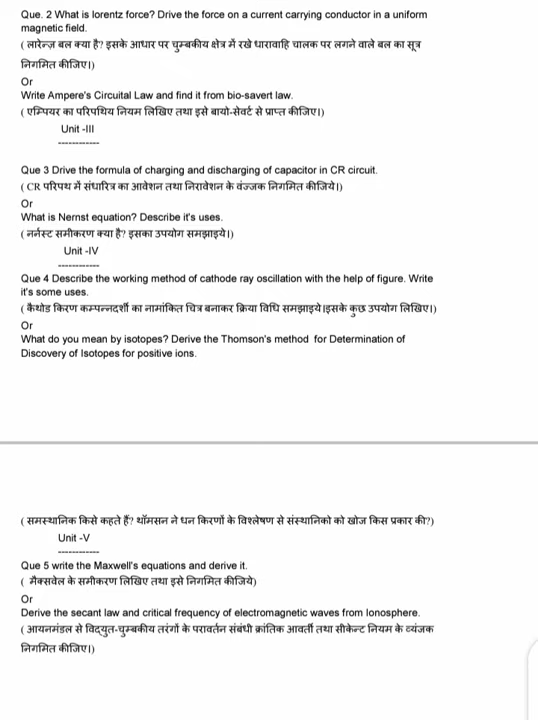 Que. 2 What is lorentz force? Drive the force on a current carrying conductor in a uniform
magnetic field.
( लारेन्ज़ बल क्या है? इसके आधार पर चुम्बकीय क्षेत्र में रखे धारावाहि चालक पर लगने वाले बल का सूत्र
निगमित कीजिए।)
Or
Write Ampere's Circuital Law and find it from bio-savert law.
( एम्पियर का परिपथिय नियम लिखिए तथा इसे बायो-सेवर्ट से प्राप्त कीजिए।)
Unit -III
------------
Que 3 Drive the formula of charging and discharging of capacitor in CR circuit.
( CR परिपथ में संधारित्र का आवेशन तथा निरावेशन के वंज्जक निगमित कीजिये।)
Or
What is Nernst equation? Describe it's uses.
( नर्नस्ट समीकरण क्या है? इसका उपयोग समझाइये।)
Unit -IV
------------
Que 4 Describe the working method of cathode ray oscillation with the help of figure. Write
it's some uses.
( कैथोड किरण कम्पन्नदर्शी का नामांकित चित्र बनाकर क्रिया विधि समझाइये।इसके कुछ उपयोग लिखिए।)
Or
What do you mean by isotopes? Derive the Thomson's method for Determination of
Discovery of Isotopes for positive ions.
( समस्थानिक किसे कहते हैं? थॉमसन ने धन किरणों के विश्लेषण से संस्थानिको को खोज किस प्रकार की?)
Unit -V
------------
Que 5 write the Maxwell's equations and derive it.
( मैक्सवेल के समीकरण लिखिए तथा इसे निगमित कीजिये)
Or
Derive the secant law and critical frequency of electromagnetic waves from Ionosphere.
( आयनमंडल से विद्युत-चुम्बकीय तरंगों के परावर्तन संबंधी क्रांतिक आवर्ती तथा सीकेन्ट नियम के व्यंजक
निगमित कीजिए।)